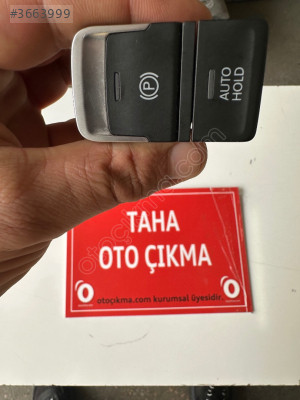 #3663999
(P)
AUTO
HOLD
TAHA
OTO ÇIKMA
otoçıkma.com kurumsal üyesidir.